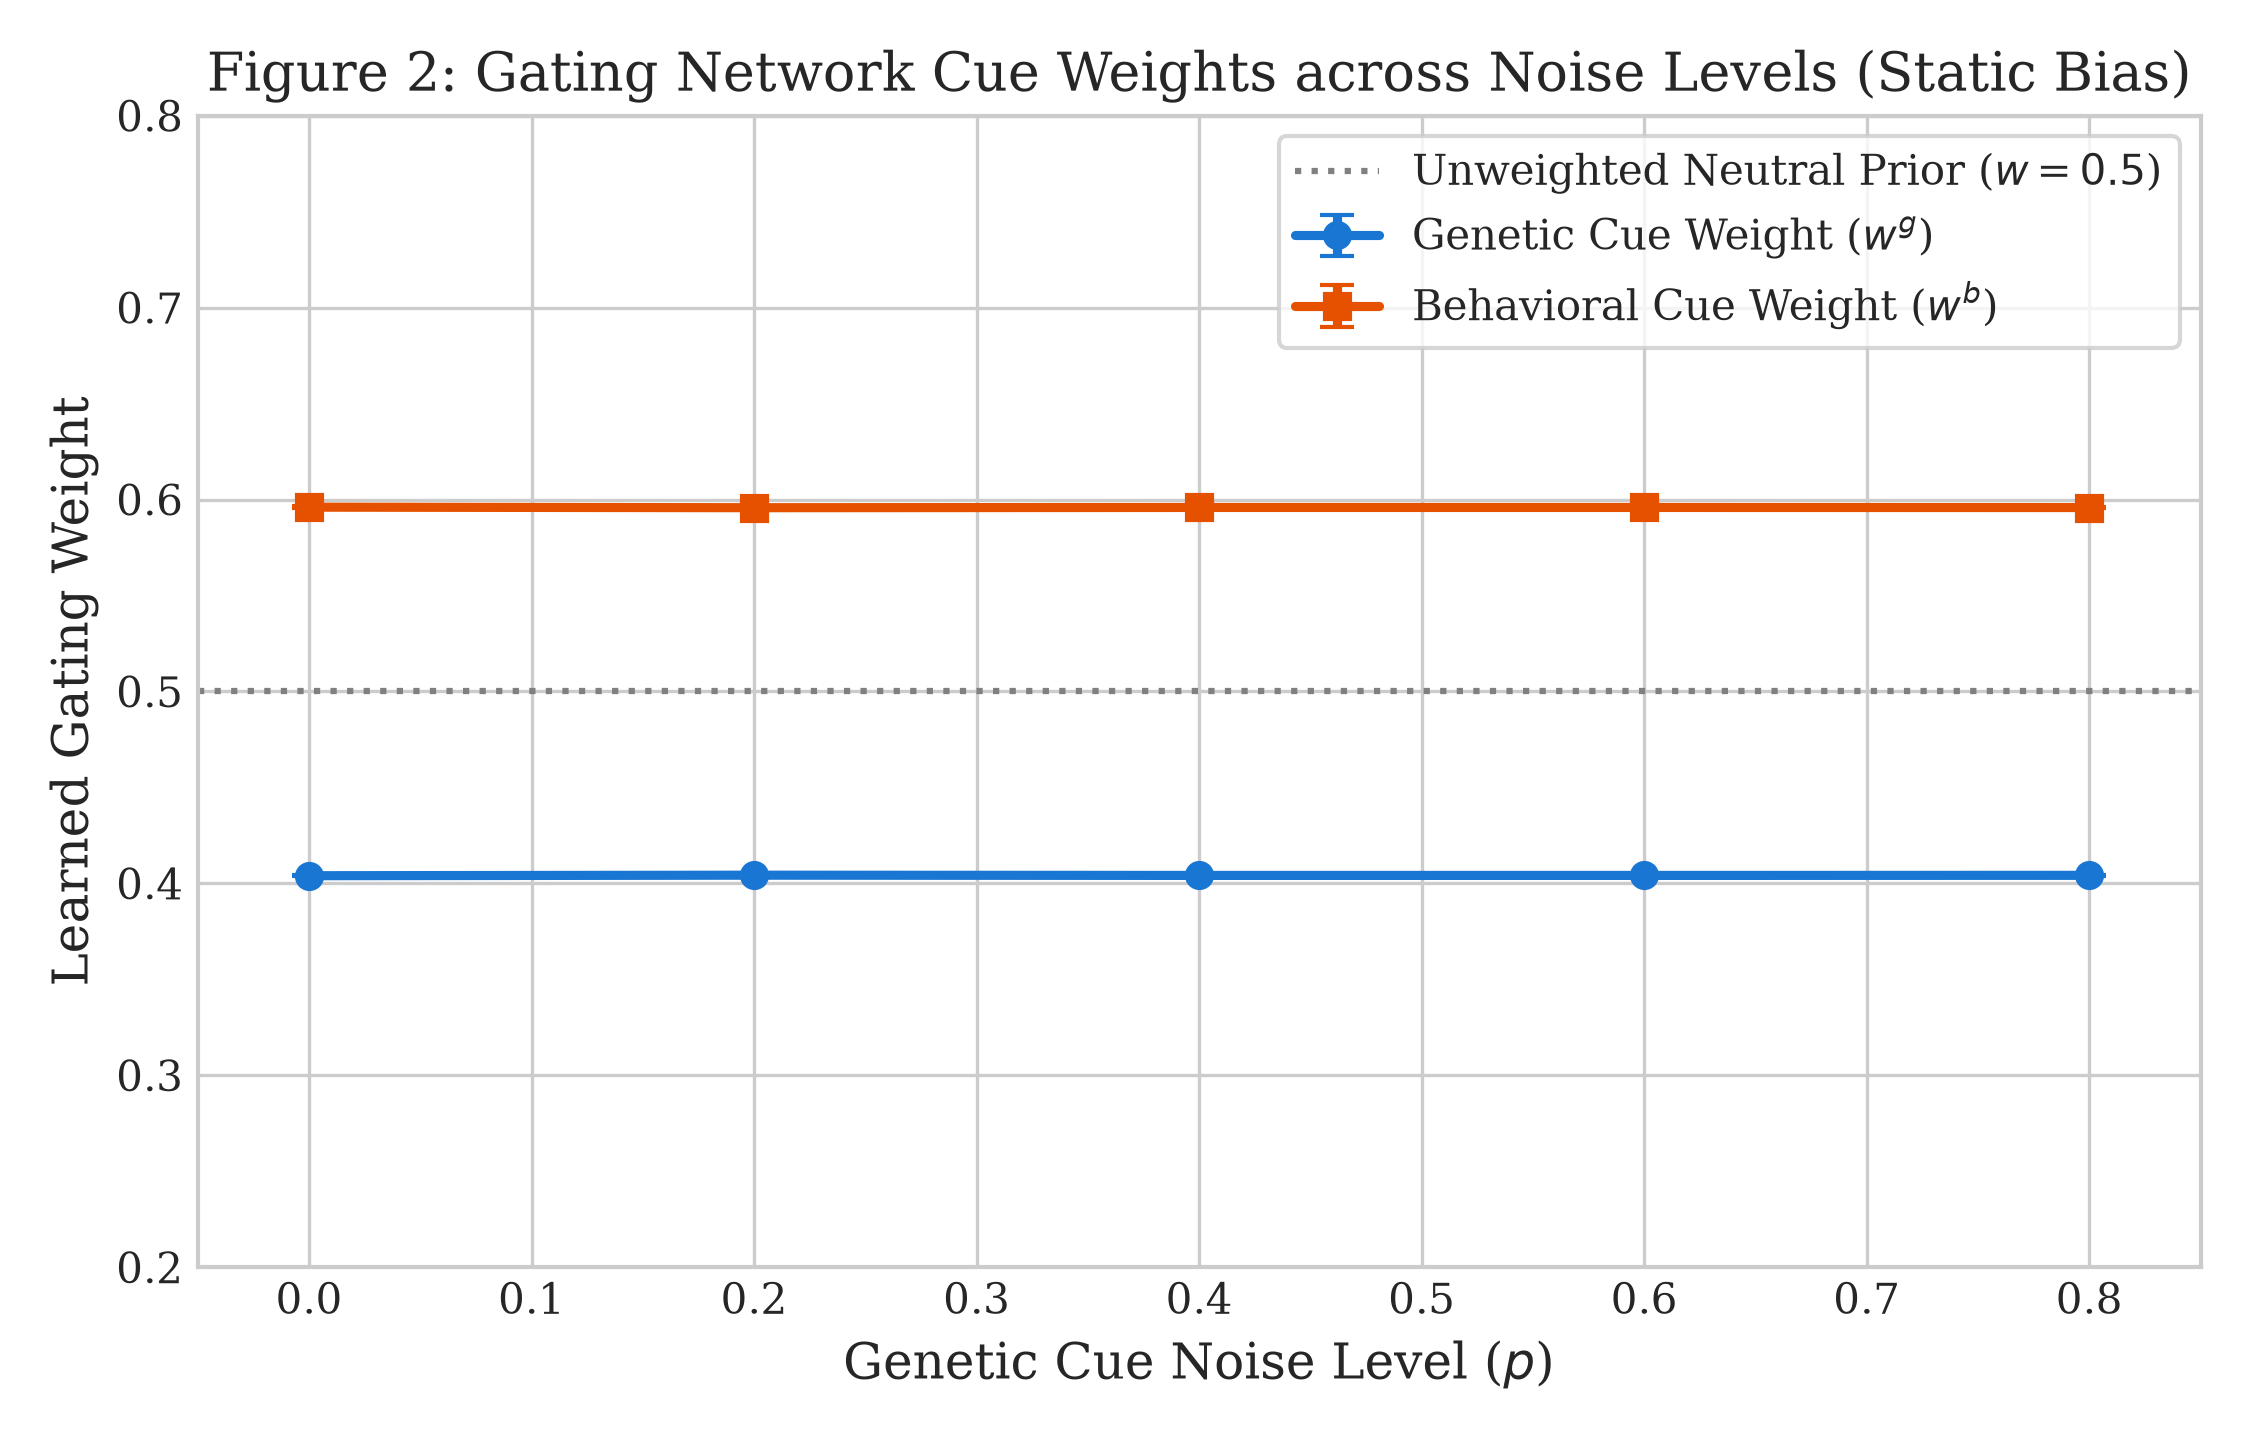 Figure 2: Gating Network Cue Weights across Noise Levels (Static Bias)
0.8
0.7
0.6
0.5
0.4
0.3
0.2
Learned Gating Weight
Unweighted Neutral Prior (w = 0.5)
Genetic Cue Weight (w^g)
Behavioral Cue Weight (w^b)
0.0 0.1 0.2 0.3 0.4 0.5 0.6 0.7 0.8
Genetic Cue Noise Level (p)